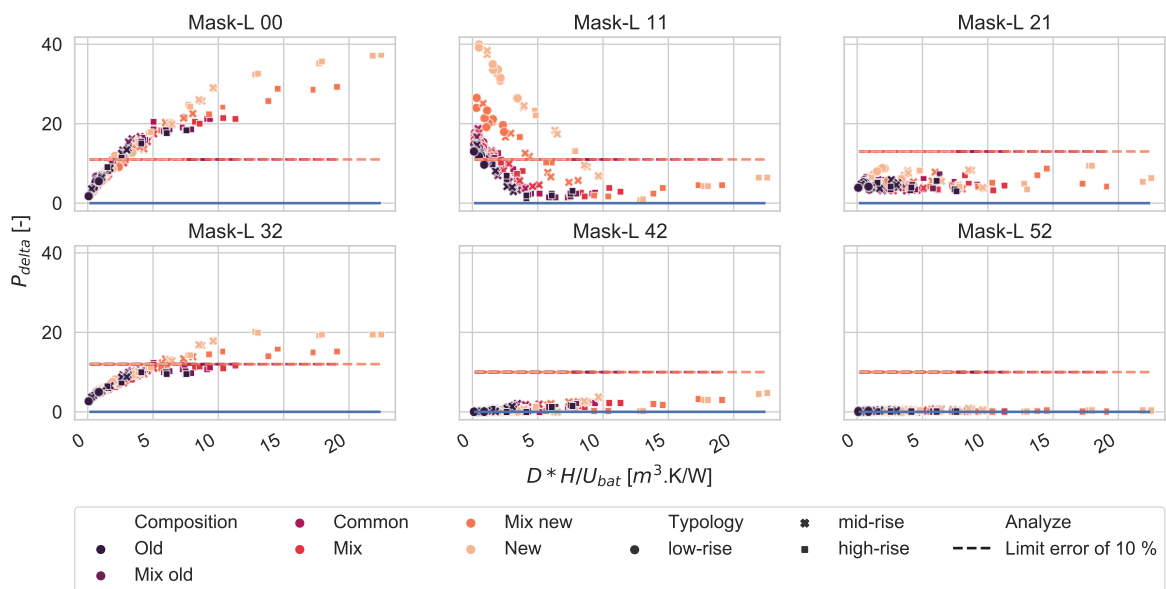 Mask-L 00 Mask-L 11 Mask-L 21
40
20
0
Mask-L 32 Mask-L 42 Mask-L 52
40
20
0
P_delta [-]
0 5 10 15 20 0 5 10 15 20 0 5 10 15 20
D * H/U_bat [m³.K/W]
Composition Common Mix new Typology mid-rise Analyze
Old Mix New low-rise high-rise Limit error of 10 %
Mix old